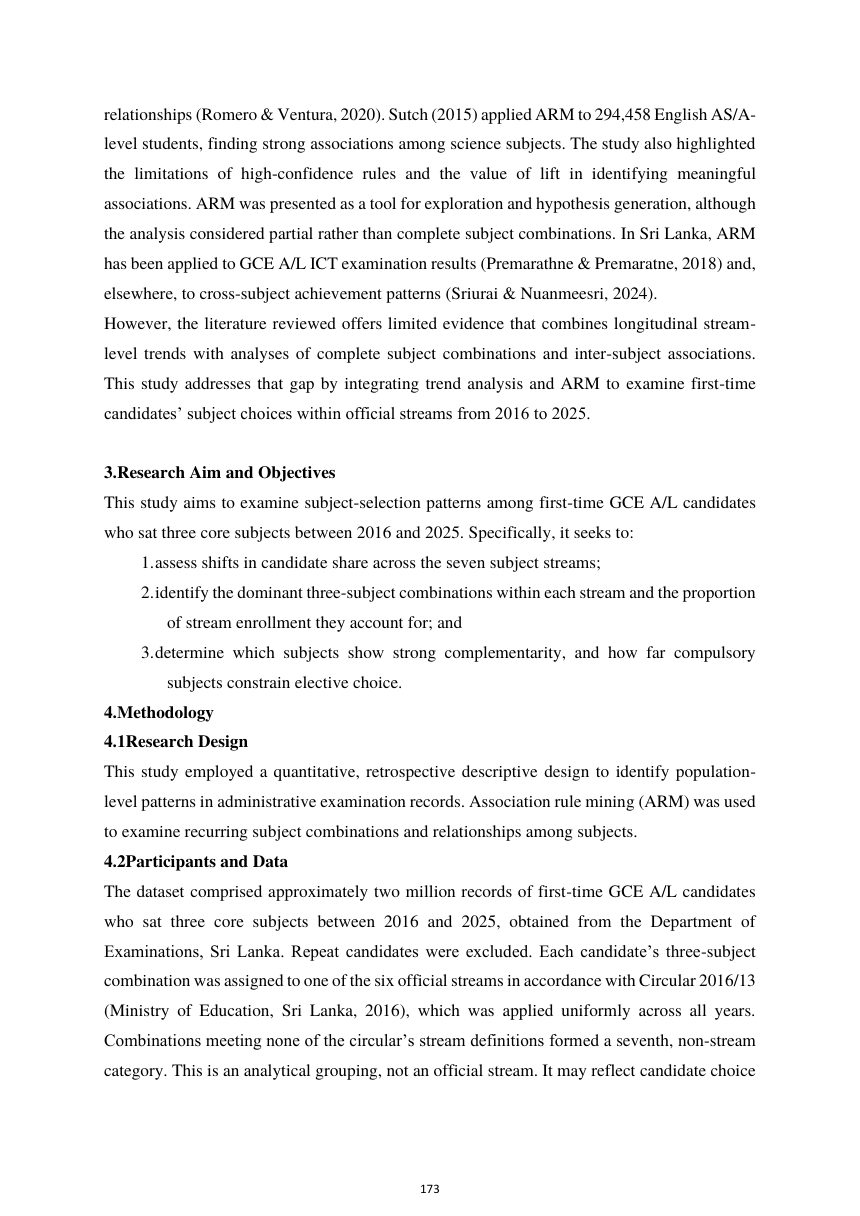 relationships (Romero & Ventura, 2020). Sutch (2015) applied ARM to 294,458 English AS/A-
level students, finding strong associations among science subjects. The study also highlighted
the limitations of high-confidence rules and the value of lift in identifying meaningful
associations. ARM was presented as a tool for exploration and hypothesis generation, although
the analysis considered partial rather than complete subject combinations. In Sri Lanka, ARM
has been applied to GCE A/L ICT examination results (Premarathne & Premaratne, 2018) and,
elsewhere, to cross-subject achievement patterns (Sriurai & Nuanmeesri, 2024).
However, the literature reviewed offers limited evidence that combines longitudinal stream-
level trends with analyses of complete subject combinations and inter-subject associations.
This study addresses that gap by integrating trend analysis and ARM to examine first-time
candidates’ subject choices within official streams from 2016 to 2025.
3.Research Aim and Objectives
This study aims to examine subject-selection patterns among first-time GCE A/L candidates
who sat three core subjects between 2016 and 2025. Specifically, it seeks to:
1.assess shifts in candidate share across the seven subject streams;
2.identify the dominant three-subject combinations within each stream and the proportion
of stream enrollment they account for; and
3.determine which subjects show strong complementarity, and how far compulsory
subjects constrain elective choice.
4.Methodology
4.1Research Design
This study employed a quantitative, retrospective descriptive design to identify population-
level patterns in administrative examination records. Association rule mining (ARM) was used
to examine recurring subject combinations and relationships among subjects.
4.2Participants and Data
The dataset comprised approximately two million records of first-time GCE A/L candidates
who sat three core subjects between 2016 and 2025, obtained from the Department of
Examinations, Sri Lanka. Repeat candidates were excluded. Each candidate’s three-subject
combination was assigned to one of the six official streams in accordance with Circular 2016/13
(Ministry of Education, Sri Lanka, 2016), which was applied uniformly across all years.
Combinations meeting none of the circular’s stream definitions formed a seventh, non-stream
category. This is an analytical grouping, not an official stream. It may reflect candidate choice
173